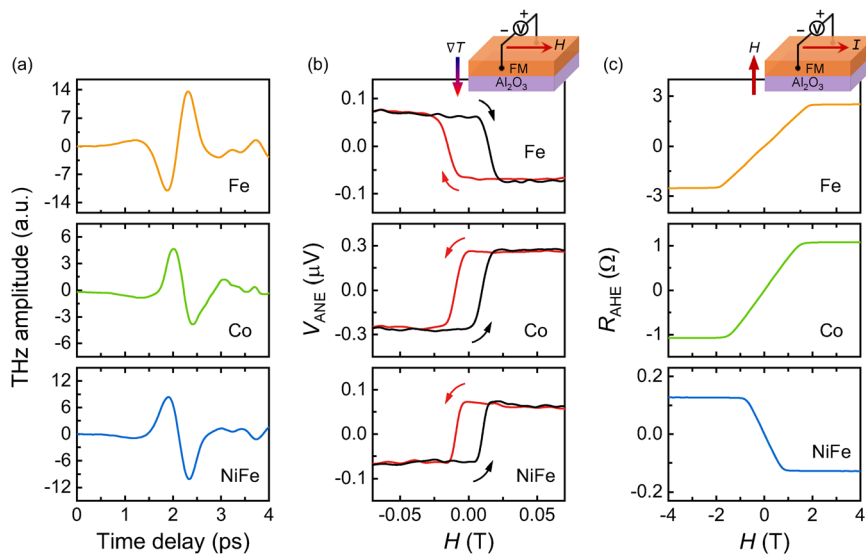 (a)
THz amplitude (a.u.)
14
7
0
-7
-14
Fe
6
3
0
-3
-6
Co
12
6
0
-6
-12
NiFe
0 1 2 3 4
Time delay (ps)
(b)
∇T
+
− V
H
FM
Al₂O₃
V_ANE (μV)
0.1
0.0
-0.1
Fe
0.3
0.0
-0.3
Co
0.1
0.0
-0.1
NiFe
-0.05 0.00 0.05
H (T)
(c)
H
+
− V
I
FM
Al₂O₃
R_AHE (Ω)
3
0
-3
Fe
1
0
-1
Co
0.2
0.0
-0.2
NiFe
-4 -2 0 2 4
H (T)